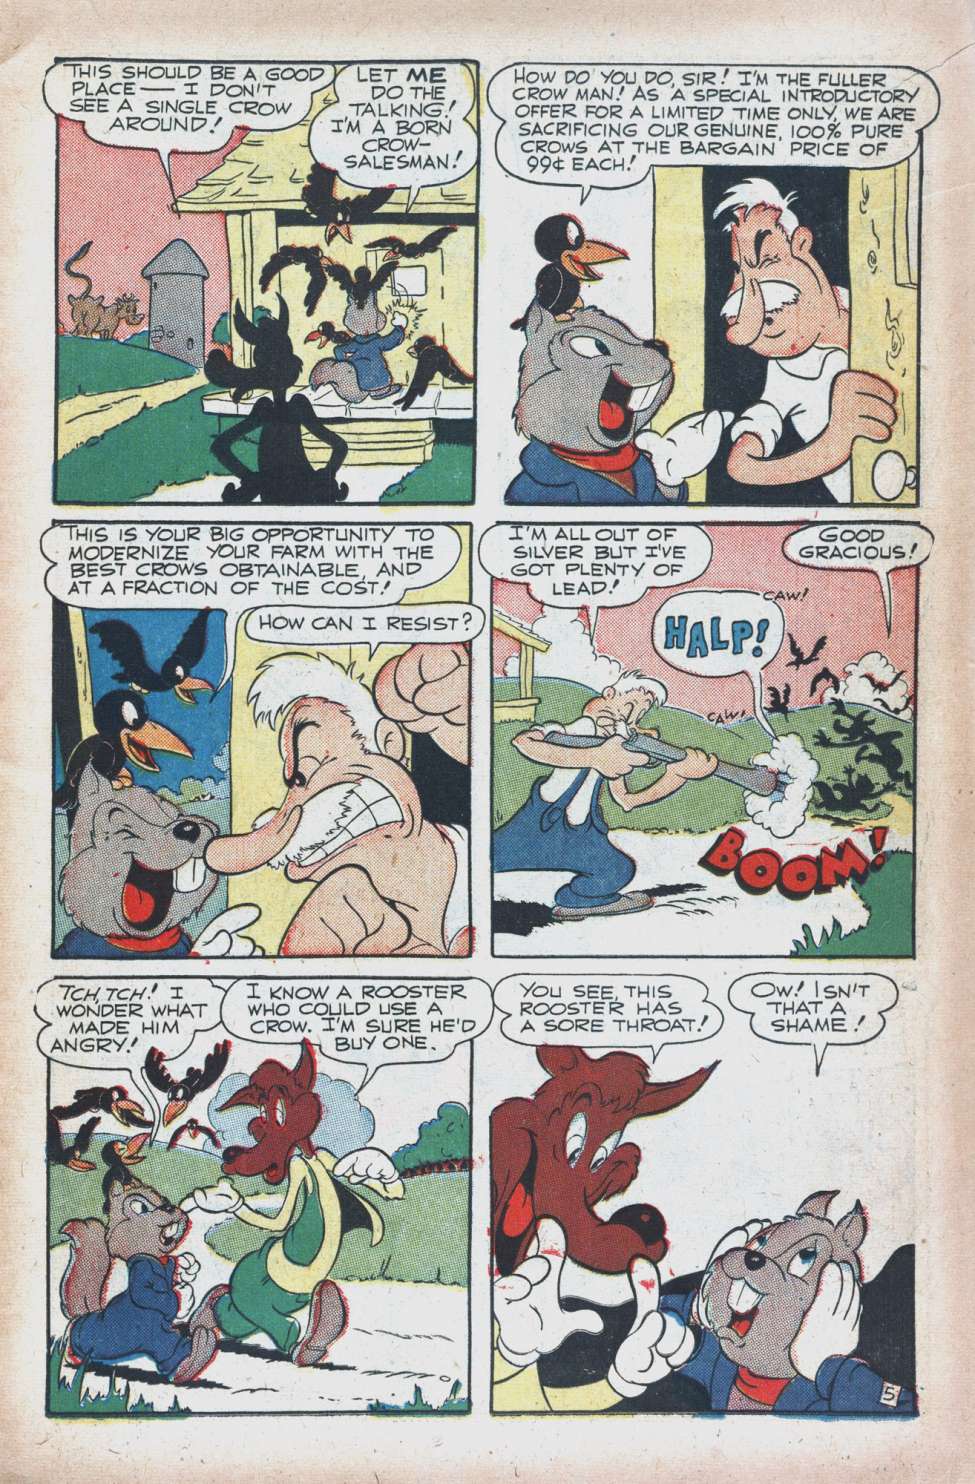 THIS SHOULD BE A GOOD
PLACE — I DON'T
SEE A SINGLE CROW
AROUND!
LET ME
DO THE
TALKING!
I'M A BORN
CROW-
SALESMAN!
HOW DO YOU DO, SIR! I'M THE FULLER
CROW MAN! AS A SPECIAL INTRODUCTORY
OFFER FOR A LIMITED TIME ONLY, WE ARE
SACRIFICING OUR GENUINE, 100% PURE
CROWS AT THE BARGAIN PRICE OF
99¢ EACH!
THIS IS YOUR BIG OPPORTUNITY TO
MODERNIZE YOUR FARM WITH THE
BEST CROWS OBTAINABLE, AND
AT A FRACTION OF THE COST!
HOW CAN I RESIST?
I'M ALL OUT OF
SILVER BUT I'VE
GOT PLENTY OF
LEAD!
GOOD
GRACIOUS!
CAW!
HALP!
CAW!
BOOM!
TCH, TCH! I
WONDER WHAT
MADE HIM
ANGRY!
I KNOW A ROOSTER
WHO COULD USE A
CROW. I'M SURE HE'D
BUY ONE.
YOU SEE, THIS
ROOSTER HAS
A SORE THROAT!
OW! ISN'T
THAT A
SHAME!
5